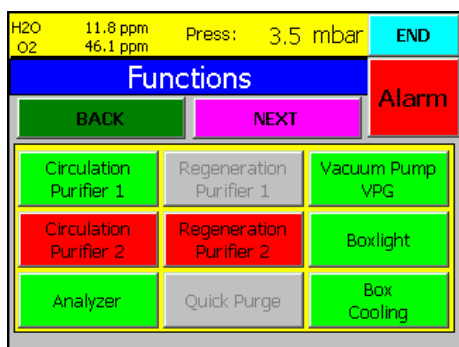 H2O 11.8 ppm Press: 3.5 mbar END
O2 46.1 ppm
Functions
Alarm
BACK NEXT
Circulation Regeneration Vacuum Pump
Purifier 1 Purifier 1 VPG
Circulation Regeneration Boxlight
Purifier 2 Purifier 2
Analyzer Quick Purge Box
Cooling